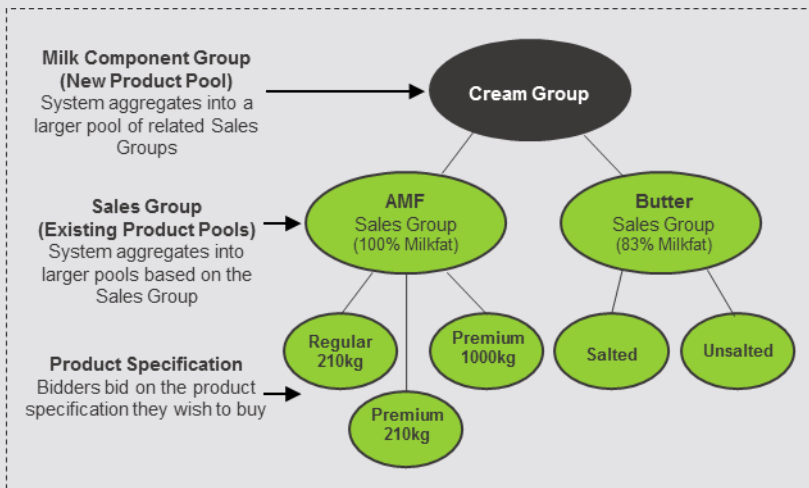 Milk Component Group
(New Product Pool)
System aggregates into a
larger pool of related Sales
Groups
Cream Group
Sales Group
(Existing Product Pools)
System aggregates into
larger pools based on the
Sales Group
AMF
Sales Group
(100% Milkfat)
Butter
Sales Group
(83% Milkfat)
Product Specification
Bidders bid on the product
specification they wish to buy
Regular
210kg
Premium
210kg
Premium
1000kg
Salted
Unsalted